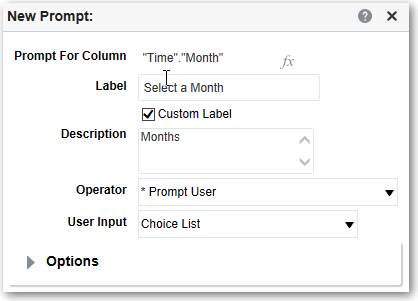 New Prompt:
Prompt For Column "Time"."Month" fx
Label Select a Month
Custom Label
Description Months
Operator * Prompt User
User Input Choice List
Options